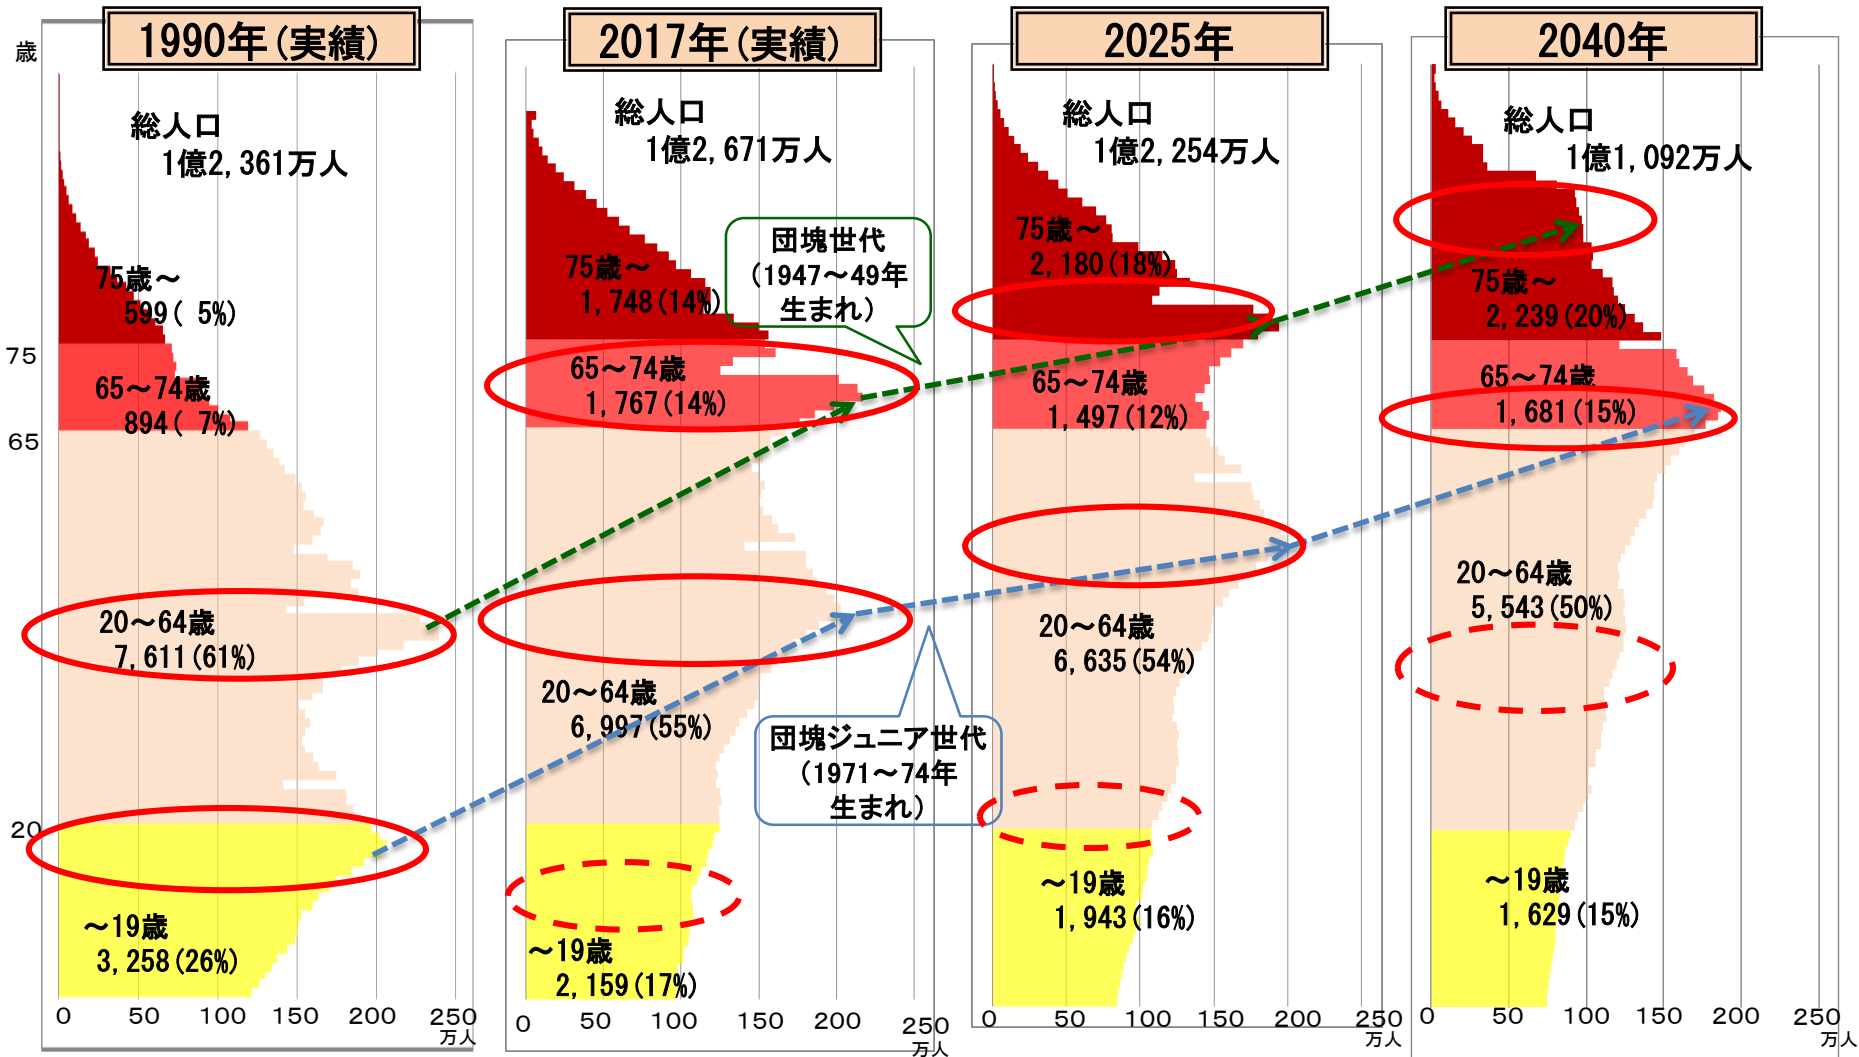 1990年(実績)
歳
総人口
1億2,361万人
75歳～
599( 5%)
75
65～74歳
894( 7%)
65
20～64歳
7,611(61%)
20
～19歳
3,258(26%)
0 50 100 150 200 250
万人
2017年(実績)
総人口
1億2,671万人
75歳～
1,748(14%)
団塊世代
(1947～49年
生まれ)
65～74歳
1,767(14%)
20～64歳
6,997(55%)
団塊ジュニア世代
(1971～74年
生まれ)
～19歳
2,159(17%)
0 50 100 150 200 250
万人
2025年
総人口
1億2,254万人
75歳～
2,180(18%)
65～74歳
1,497(12%)
20～64歳
6,635(54%)
～19歳
1,943(16%)
0 50 100 150 200 250
万人
2040年
総人口
1億1,092万人
75歳～
2,239(20%)
65～74歳
1,681(15%)
20～64歳
5,543(50%)
～19歳
1,629(15%)
0 50 100 150 200 250
万人